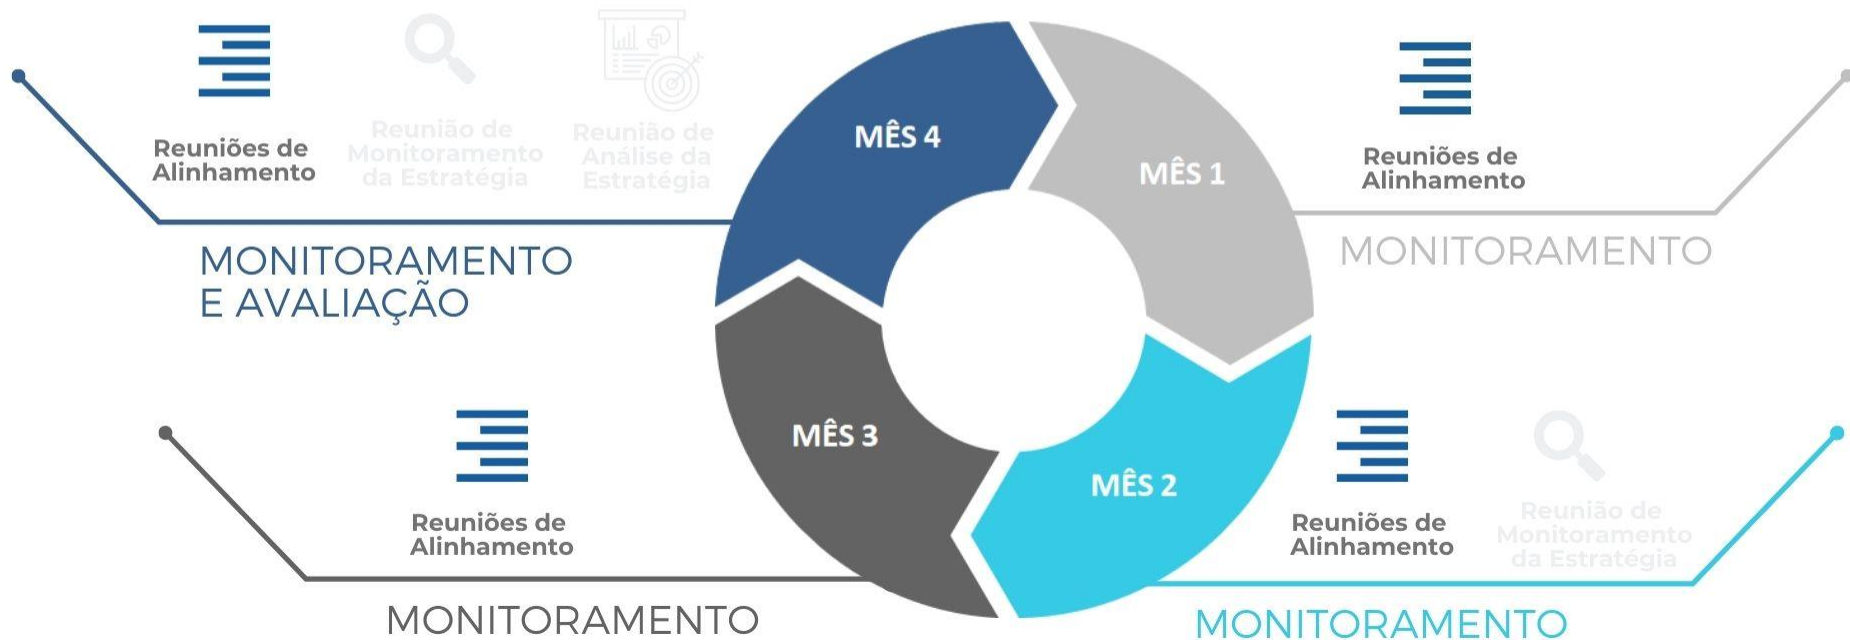 Reuniões de
Alinhamento
Reunião de
Monitoramento
da Estratégia
Reunião de
Análise da
Estratégia
MONITORAMENTO
E AVALIAÇÃO
MÊS 4
MÊS 1
Reuniões de
Alinhamento
MONITORAMENTO
MÊS 3
Reuniões de
Alinhamento
MONITORAMENTO
MÊS 2
Reuniões de
Alinhamento
Reunião de
Monitoramento
da Estratégia
MONITORAMENTO